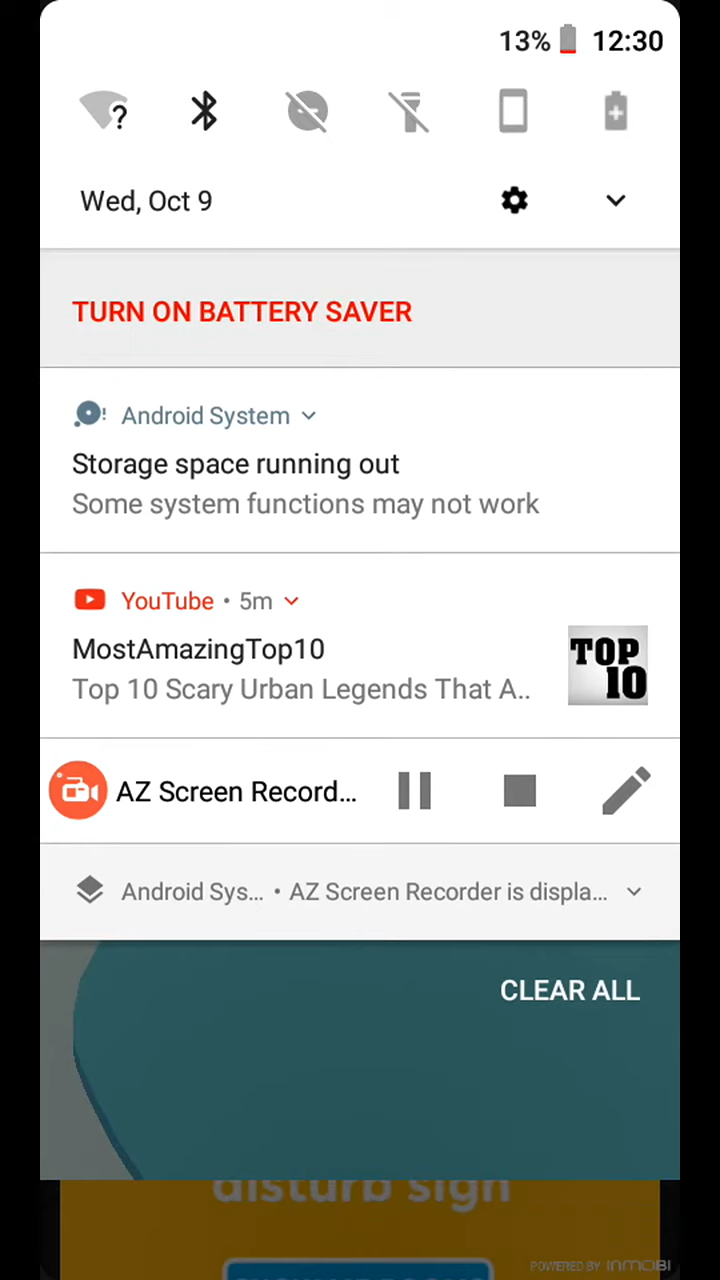 13% 12:30
?
Wed, Oct 9
TURN ON BATTERY SAVER
Android System
Storage space running out
Some system functions may not work
YouTube • 5m
MostAmazingTop10
Top 10 Scary Urban Legends That A..
TOP
10
AZ Screen Record...
Android Sys... • AZ Screen Recorder is displa...
CLEAR ALL
disturb sign
POWERED BY INMOBI